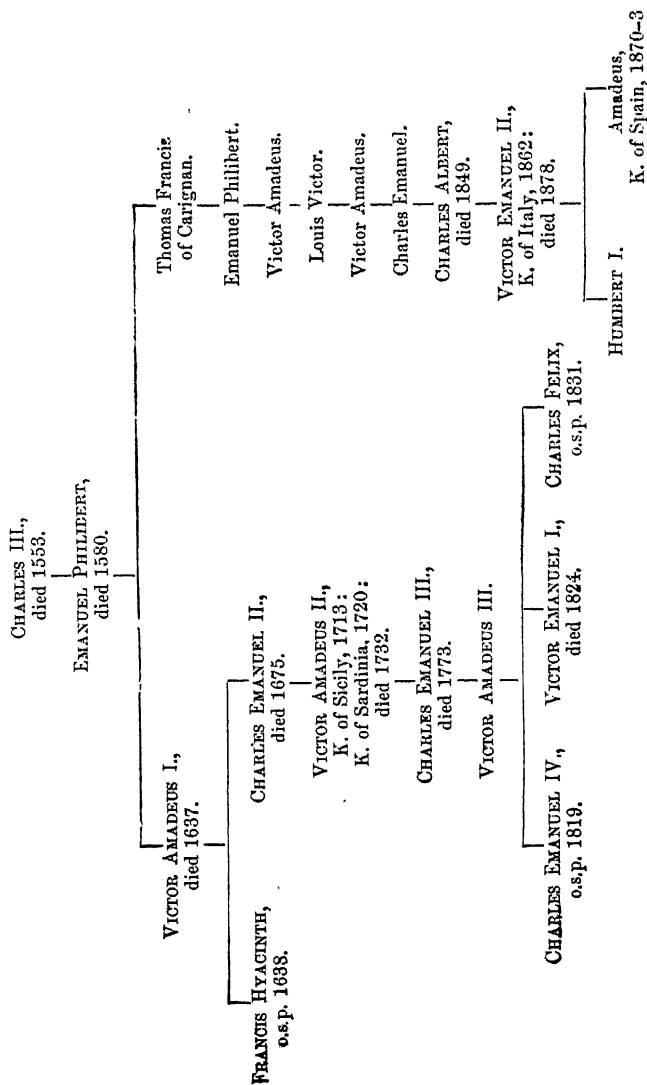 CHARLES III.,
died 1553.
EMANUEL PHILIBERT,
died 1580.
VICTOR AMADEUS I.,
died 1637.
Thomas Francis
of Carignan.
FRANCIS HYACINTH,
o.s.p. 1638.
CHARLES EMANUEL II.,
died 1675.
Emanuel Philibert.
VICTOR AMADEUS II.,
K. of Sicily, 1713:
K. of Sardinia, 1720:
died 1732.
Victor Amadeus.
Louis Victor.
CHARLES EMANUEL III.,
died 1773.
Victor Amadeus.
VICTOR AMADEUS III.
Charles Emanuel.
CHARLES ALBERT,
died 1849.
CHARLES EMANUEL IV.,
o.s.p. 1819.
VICTOR EMANUEL I.,
died 1824.
CHARLES FELIX,
o.s.p. 1831.
VICTOR EMANUEL II.,
K. of Italy, 1862:
died 1878.
HUMBERT I.
Amadeus,
K. of Spain, 1870-3